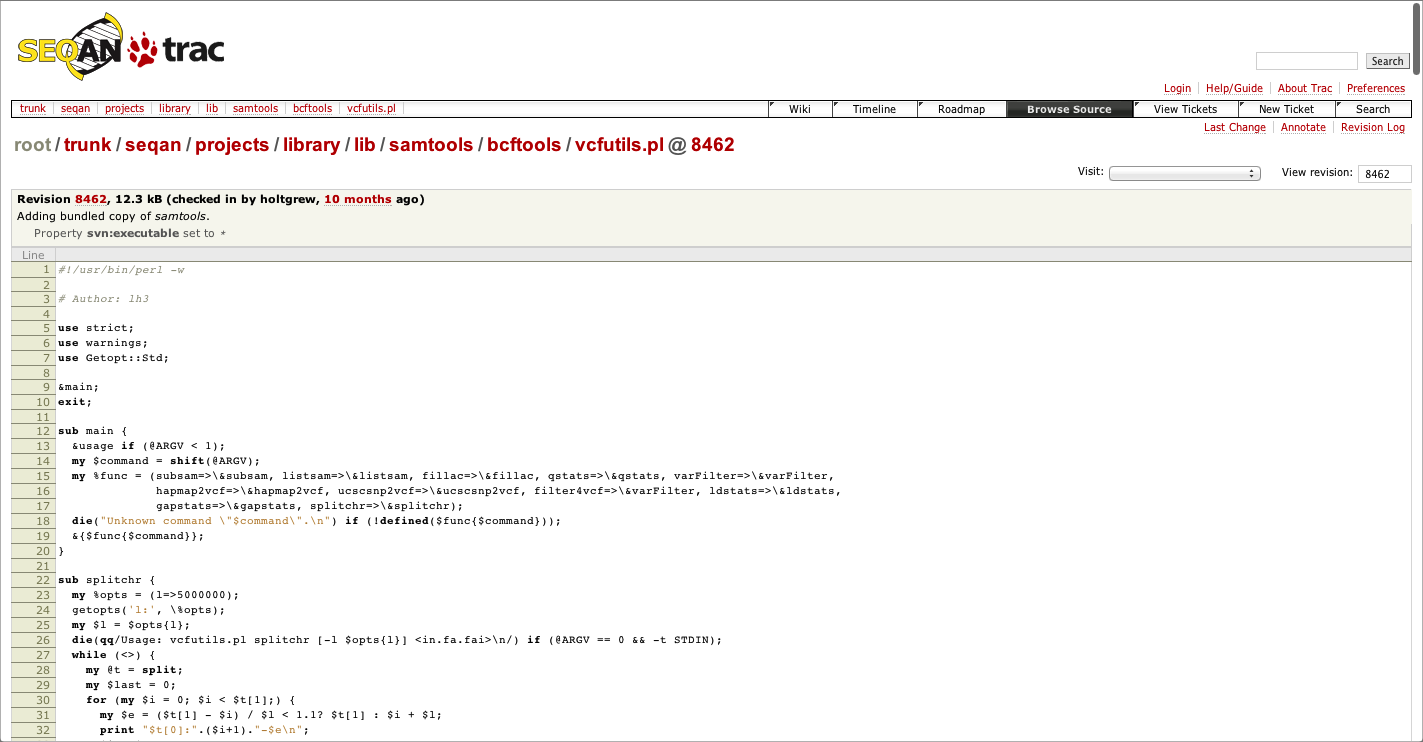 SEQAN trac
Search
Login Help/Guide About Trac Preferences
trunk seqan projects library lib samtools bcftools vcfutils.pl Wiki Timeline Roadmap Browse Source View Tickets New Ticket Search
Last Change Annotate Revision Log
root / trunk / seqan / projects / library / lib / samtools / bcftools / vcfutils.pl @ 8462
Visit: View revision: 8462
Revision 8462, 12.3 kB (checked in by holtgrew, 10 months ago)
Adding bundled copy of samtools.
Property svn:executable set to *
Line
1 #!/usr/bin/perl -w
2
3 # Author: lh3
4
5 use strict;
6 use warnings;
7 use Getopt::Std;
8
9 &main;
10 exit;
11
12 sub main {
13 &usage if (@ARGV < 1);
14 my $command = shift(@ARGV);
15 my %func = (subsam=>\&subsam, listsam=>\&listsam, fillac=>\&fillac, qstats=>\&qstats, varFilter=>\&varFilter,
16 hapmap2vcf=>\&hapmap2vcf, ucscsnp2vcf=>\&ucscsnp2vcf, filter4vcf=>\&varFilter, ldstats=>\&ldstats,
17 gapstats=>\&gapstats, splitchr=>\&splitchr);
18 die("Unknown command \"$command\".\n") if (!defined($func{$command}));
19 &{$func{$command}};
20 }
21
22 sub splitchr {
23 my %opts = (l=>5000000);
24 getopts('l:', \%opts);
25 my $l = $opts{l};
26 die(qq/Usage: vcfutils.pl splitchr [-l $opts{l}] <in.fa.fai>\n/) if (@ARGV == 0 && -t STDIN);
27 while (<>) {
28 my @t = split;
29 my $last = 0;
30 for (my $i = 0; $i < $t[1];) {
31 my $e = ($t[1] - $i) / $l < 1.1? $t[1] : $i + $l;
32 print "$t[0]:".($i+1)."-$e\n";